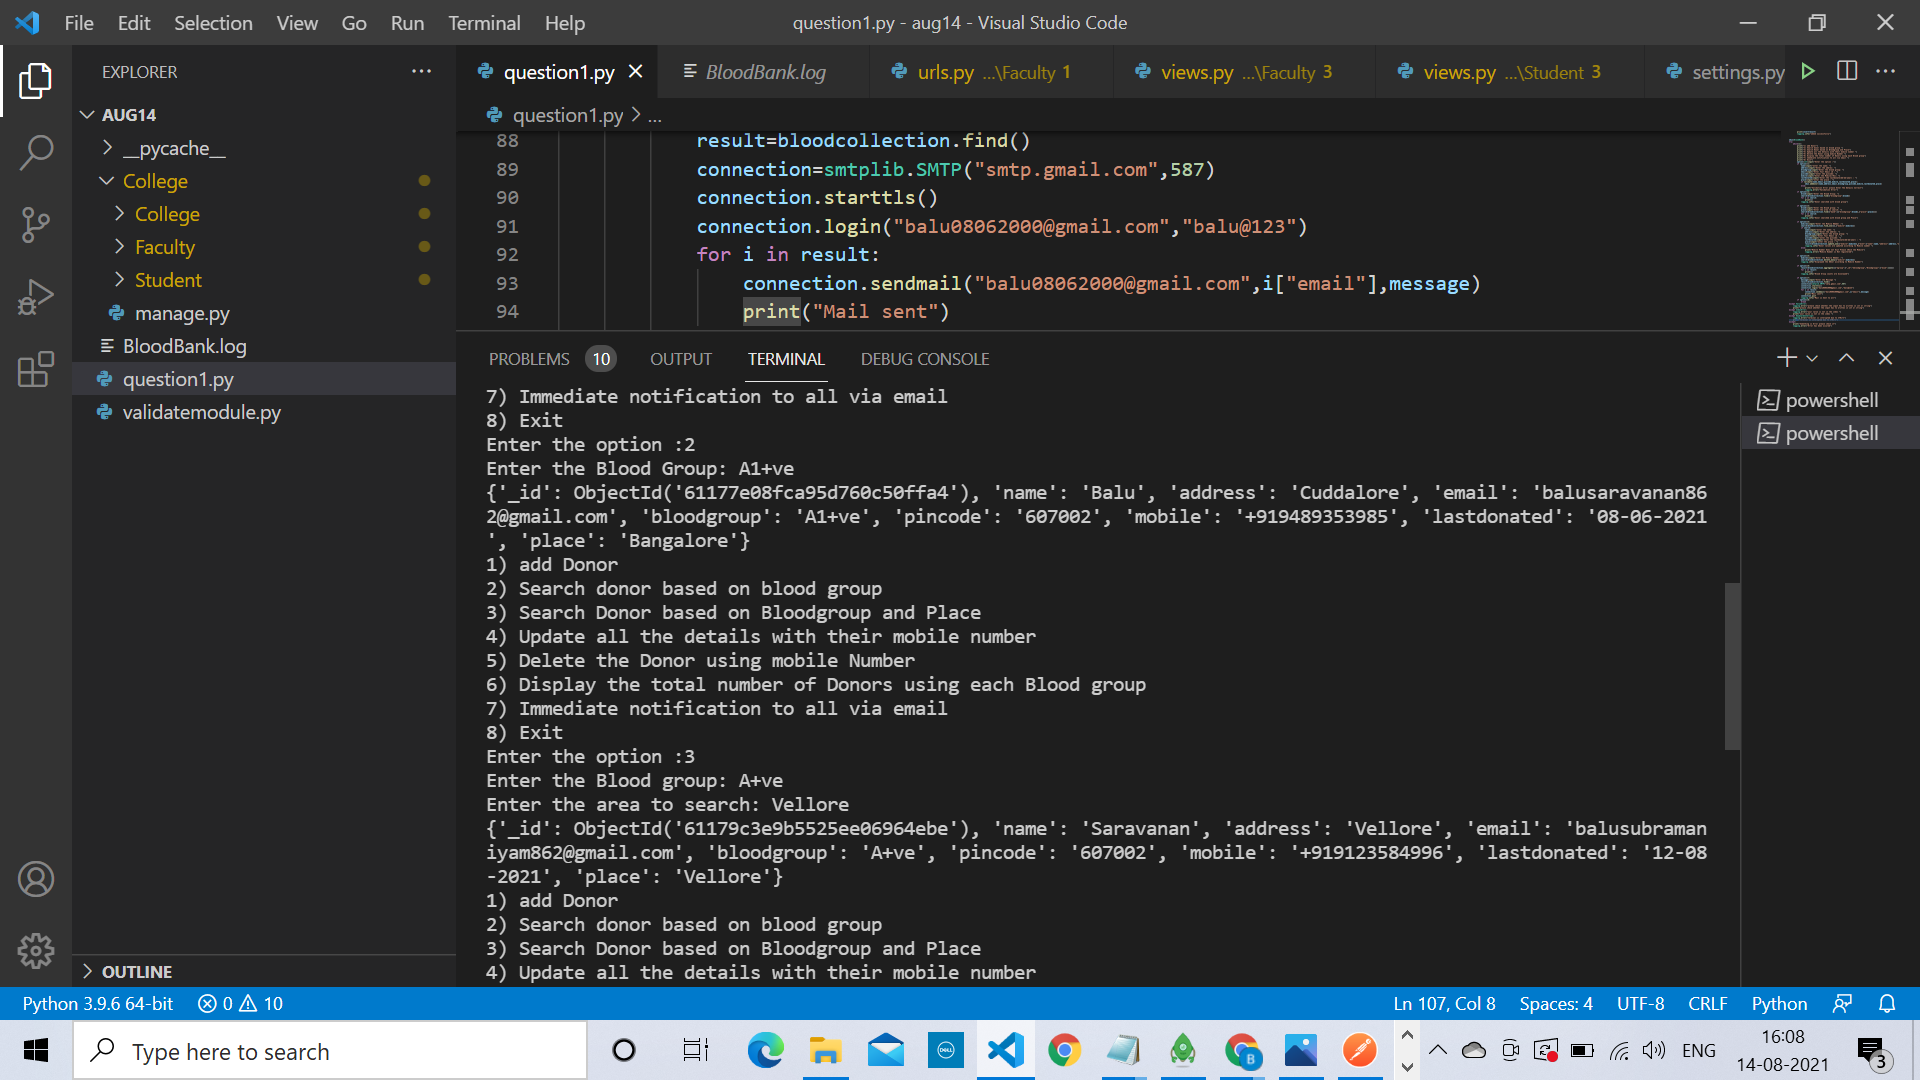 File Edit Selection View Go Run Terminal Help
question1.py - aug14 - Visual Studio Code
EXPLORER
AUG14
__pycache__
College
College
Faculty
Student
manage.py
BloodBank.log
question1.py
validatemodule.py
OUTLINE
question1.py BloodBank.log urls.py ...\Faculty 1 views.py ...\Faculty 3 views.py ...\Student 3 settings.py
question1.py > ...
88 result=bloodcollection.find()
89 connection=smtplib.SMTP("smtp.gmail.com",587)
90 connection.starttls()
91 connection.login("balu08062000@gmail.com","balu@123")
92 for i in result:
93 connection.sendmail("balu08062000@gmail.com",i["email"],message)
94 print("Mail sent")
PROBLEMS 10 OUTPUT TERMINAL DEBUG CONSOLE
powershell
powershell
7) Immediate notification to all via email
8) Exit
Enter the option :2
Enter the Blood Group: A1+ve
{'_id': ObjectId('61177e08fca95d760c50ffa4'), 'name': 'Balu', 'address': 'Cuddalore', 'email': 'balusaravanan86
2@gmail.com', 'bloodgroup': 'A1+ve', 'pincode': '607002', 'mobile': '+919489353985', 'lastdonated': '08-06-2021
', 'place': 'Bangalore'}
1) add Donor
2) Search donor based on blood group
3) Search Donor based on Bloodgroup and Place
4) Update all the details with their mobile number
5) Delete the Donor using mobile Number
6) Display the total number of Donors using each Blood group
7) Immediate notification to all via email
8) Exit
Enter the option :3
Enter the Blood group: A+ve
Enter the area to search: Vellore
{'_id': ObjectId('61179c3e9b5525ee06964ebe'), 'name': 'Saravanan', 'address': 'Vellore', 'email': 'balusubraman
iyam862@gmail.com', 'bloodgroup': 'A+ve', 'pincode': '607002', 'mobile': '+919123584996', 'lastdonated': '12-08
-2021', 'place': 'Vellore'}
1) add Donor
2) Search donor based on blood group
3) Search Donor based on Bloodgroup and Place
4) Update all the details with their mobile number
Python 3.9.6 64-bit 0 10 Ln 107, Col 8 Spaces: 4 UTF-8 CRLF Python
Type here to search
DELL
B
ENG
16:08
14-08-2021
3